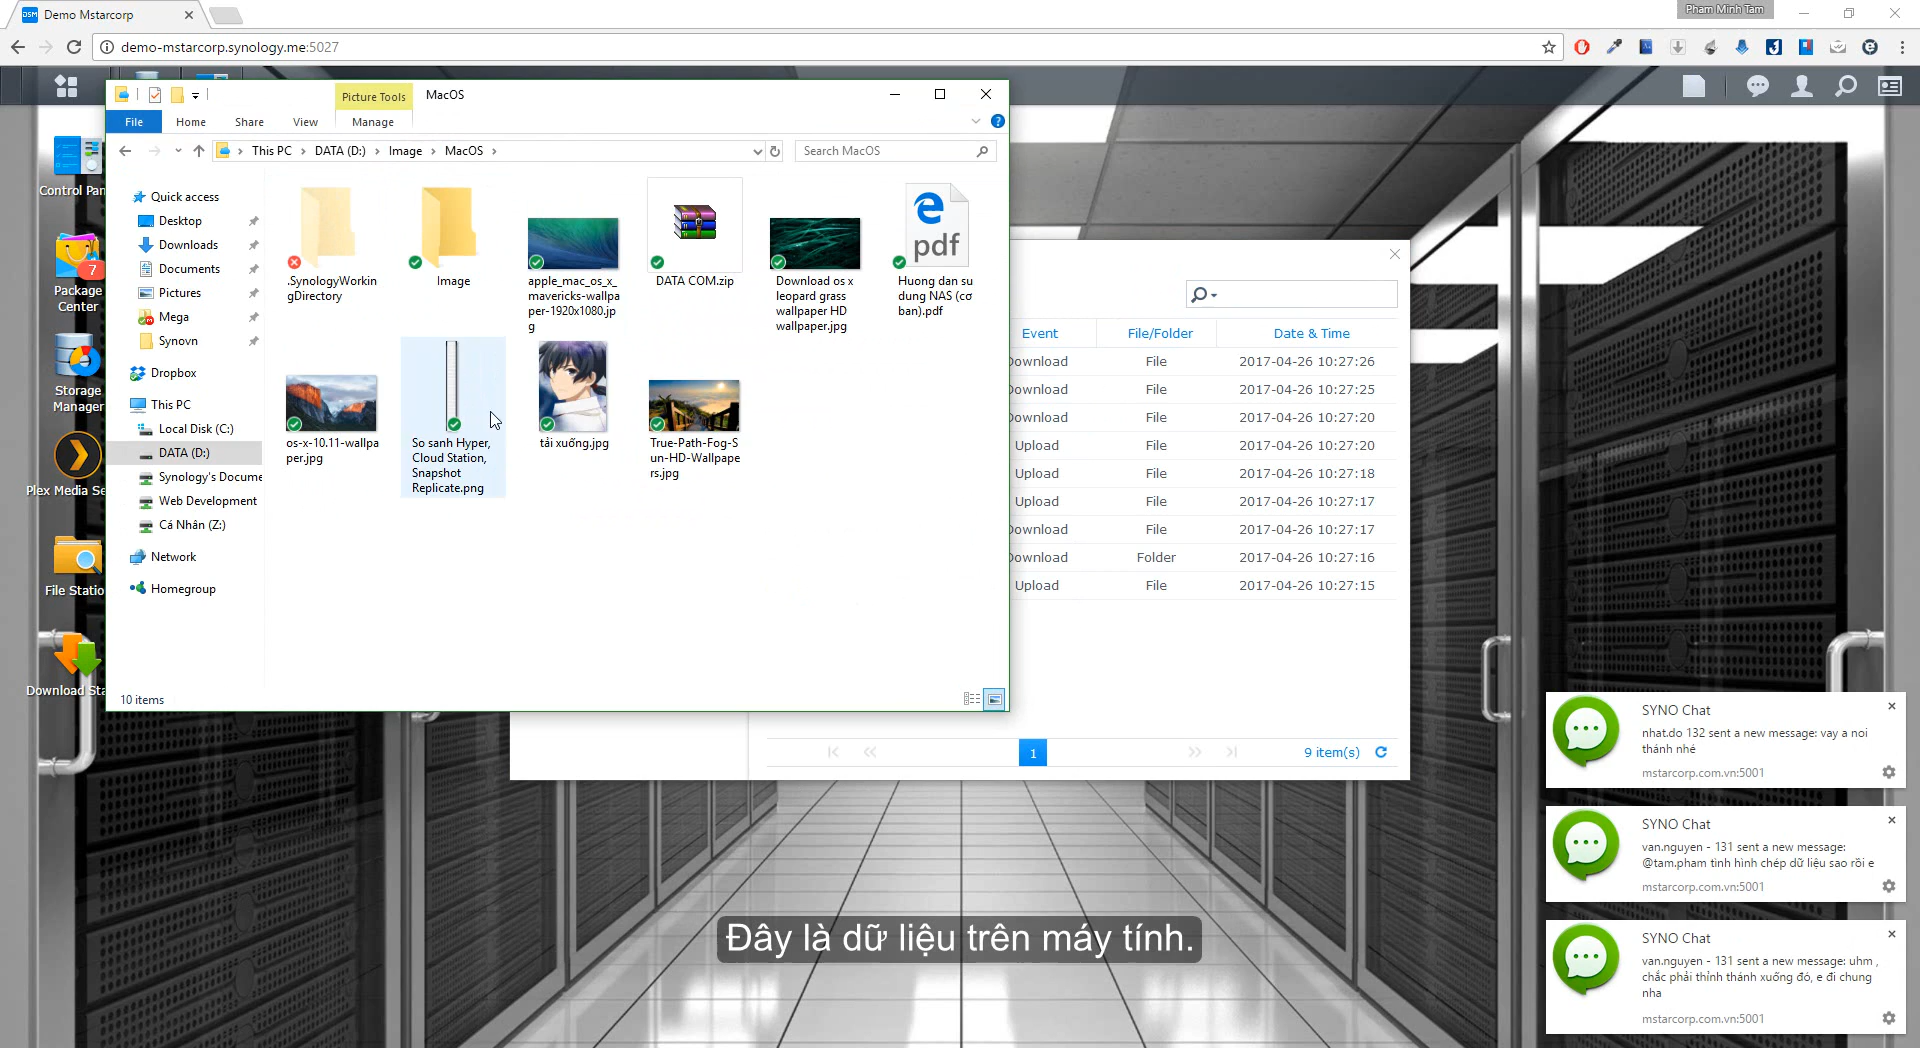 Demo Mstarcorp
Pham Minh Tam
demo-mstarcorp.synology.me:5027
Picture Tools
MacOS
File
Home
Share
View
Manage
This PC
DATA (D:)
Image
MacOS
Search MacOS
Control Pan
7
Package
Center
Storage
Manager
Plex Media Se
File Statio
Download Sta
Quick access
Desktop
Downloads
Documents
Pictures
Mega
Synovn
Dropbox
This PC
Local Disk (C:)
DATA (D:)
Synology's Docume
Web Development
Cá Nhân (Z:)
Network
Homegroup
.SynologyWorkin
gDirectory
Image
apple_mac_os_x_
mavericks-wallpa
per-1920x1080.jp
g
DATA COM.zip
Download os x
leopard grass
wallpaper HD
wallpaper.jpg
pdf
Huong dan su
dung NAS (cơ
ban).pdf
os-x-10.11-wallpa
per.jpg
So sanh Hyper,
Cloud Station,
Snapshot
Replicate.png
tải xuống.jpg
True-Path-Fog-S
un-HD-Wallpape
rs.jpg
10 items
Event File/Folder Date & Time
Download File 2017-04-26 10:27:26
Download File 2017-04-26 10:27:25
Download File 2017-04-26 10:27:20
Upload File 2017-04-26 10:27:20
Upload File 2017-04-26 10:27:18
Upload File 2017-04-26 10:27:17
Download File 2017-04-26 10:27:17
Download Folder 2017-04-26 10:27:16
Upload File 2017-04-26 10:27:15
1
9 item(s)
SYNO Chat
nhat.do 132 sent a new message: vay a noi
thánh nhé
mstarcorp.com.vn:5001
SYNO Chat
van.nguyen - 131 sent a new message:
@tam.pham tình hình chép dữ liệu sao rồi e
mstarcorp.com.vn:5001
SYNO Chat
van.nguyen - 131 sent a new message: uhm ,
chắc phải thỉnh thánh xuống đó, e đi chung
nha
mstarcorp.com.vn:5001
Đây là dữ liệu trên máy tính.